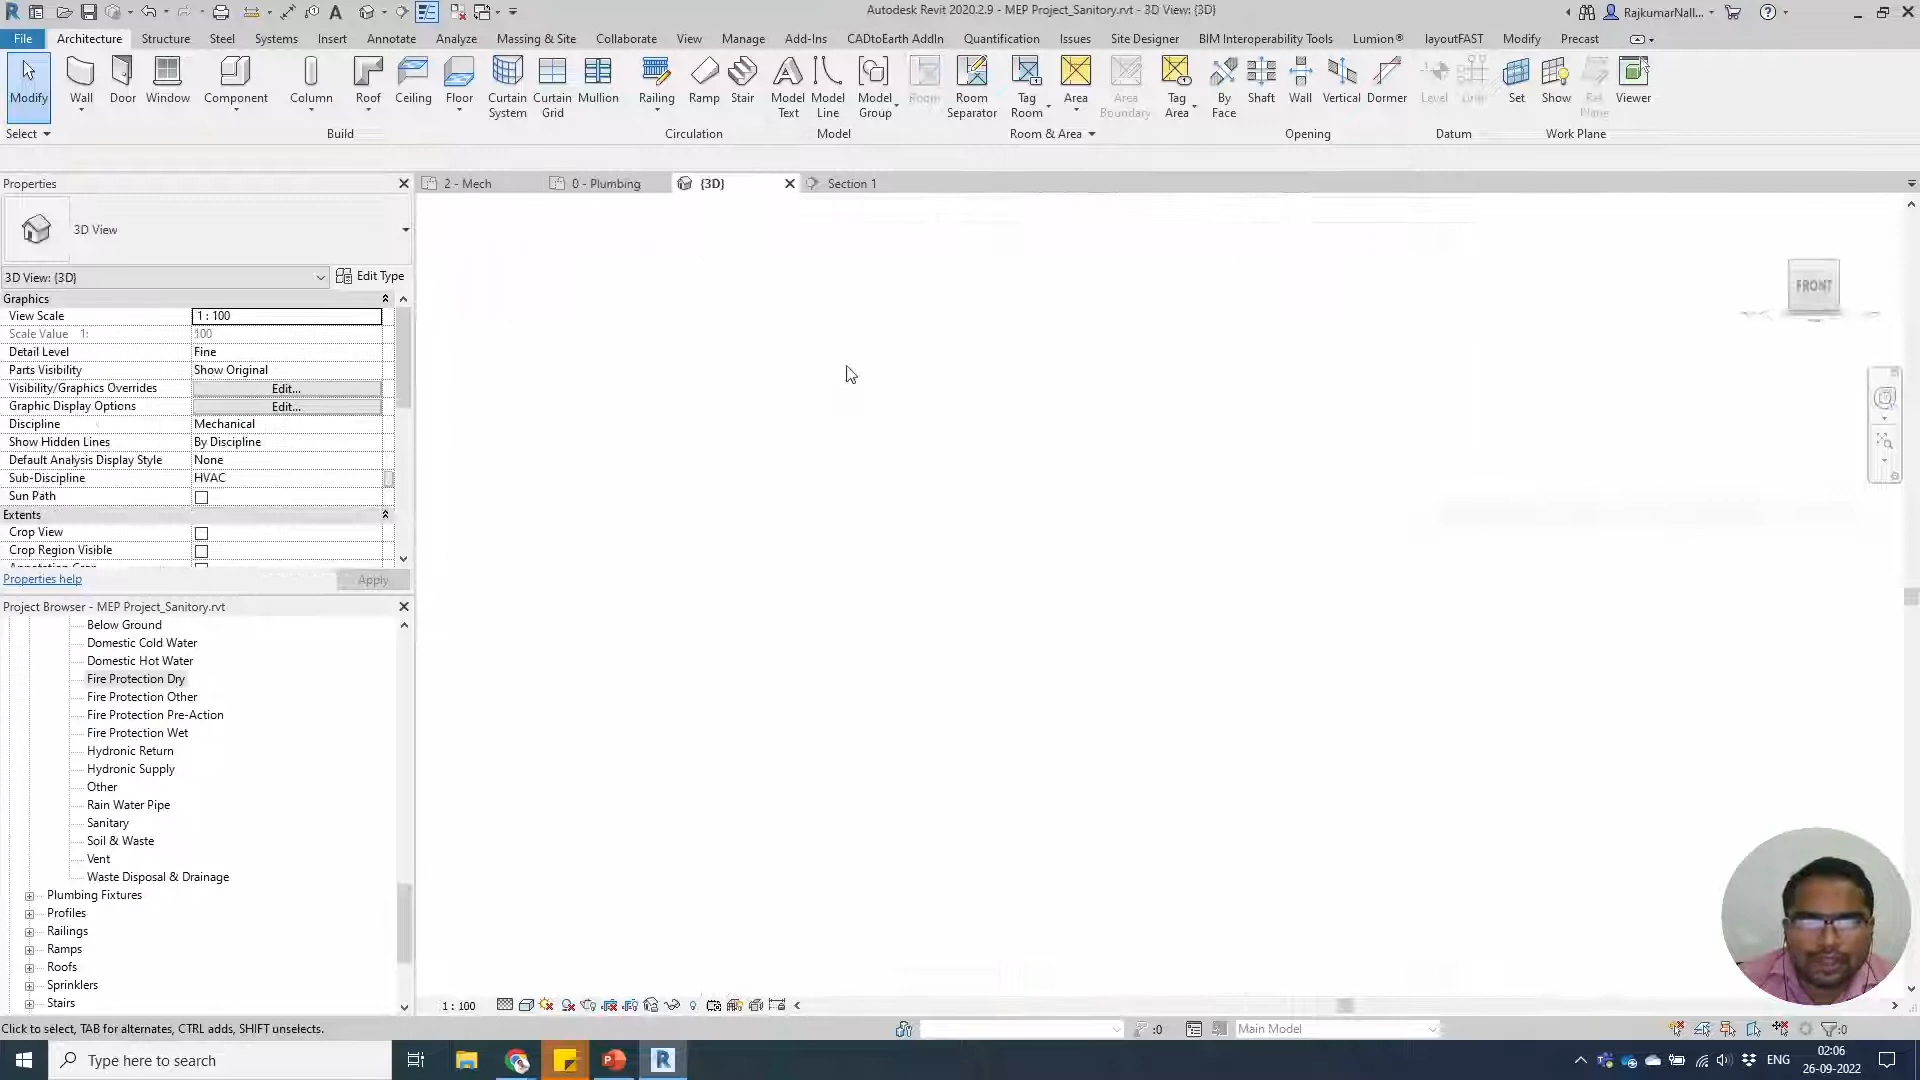 Autodesk Revit 2020.2.9 - MEP Project_Sanitory.rvt - 3D View: {3D}
RajkumarNall...
File Architecture Structure Steel Systems Insert Annotate Analyze Massing & Site Collaborate View Manage Add-Ins CADtoEarth AddIn Quantification Issues Site Designer BIM Interoperability Tools Lumion® layoutFAST Modify Precast
Modify Wall Door Window Component Column Roof Ceiling Floor Curtain System Curtain Grid Mullion Railing Ramp Stair Model Text Model Line Model Group Room Room Separator Tag Room Area Area Boundary Tag Area By Face Shaft Wall Vertical Dormer Level Grid Set Show Ref Plane Viewer
Select Build Circulation Model Room & Area Opening Datum Work Plane
Properties
2 - Mech 0 - Plumbing {3D} Section 1
3D View
3D View: {3D} Edit Type
Graphics
View Scale 1 : 100
Scale Value 1: 100
Detail Level Fine
Parts Visibility Show Original
Visibility/Graphics Overrides Edit...
Graphic Display Options Edit...
Discipline Mechanical
Show Hidden Lines By Discipline
Default Analysis Display Style None
Sub-Discipline HVAC
Sun Path
Extents
Crop View
Crop Region Visible
Properties help Apply
FRONT
Project Browser - MEP Project_Sanitory.rvt
Below Ground
Domestic Cold Water
Domestic Hot Water
Fire Protection Dry
Fire Protection Other
Fire Protection Pre-Action
Fire Protection Wet
Hydronic Return
Hydronic Supply
Other
Rain Water Pipe
Sanitary
Soil & Waste
Vent
Waste Disposal & Drainage
Plumbing Fixtures
Profiles
Railings
Ramps
Roofs
Sprinklers
Stairs
1 : 100
Click to select, TAB for alternates, CTRL adds, SHIFT unselects.
:0
Main Model
:0
Type here to search
ENG
02:06
26-09-2022